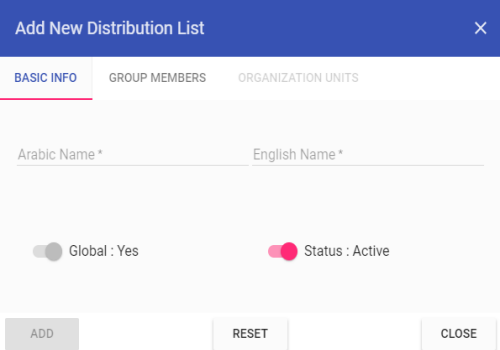 Add New Distribution List
BASIC INFO GROUP MEMBERS ORGANIZATION UNITS
Arabic Name * English Name *
Global : Yes Status : Active
ADD RESET CLOSE